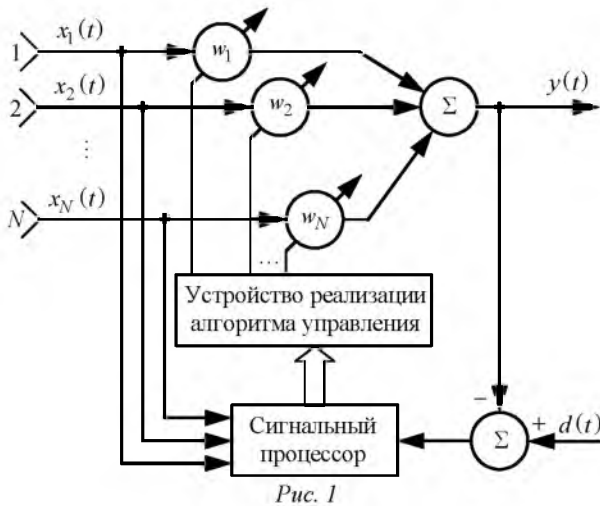 1 x₁(t) w₁
2 x₂(t) w₂ Σ y(t)
⋮
N x_N(t) w_N
...
Устройство реализации
алгоритма управления
−
Сигнальный
процессор
Σ + d(t)
Рис. 1